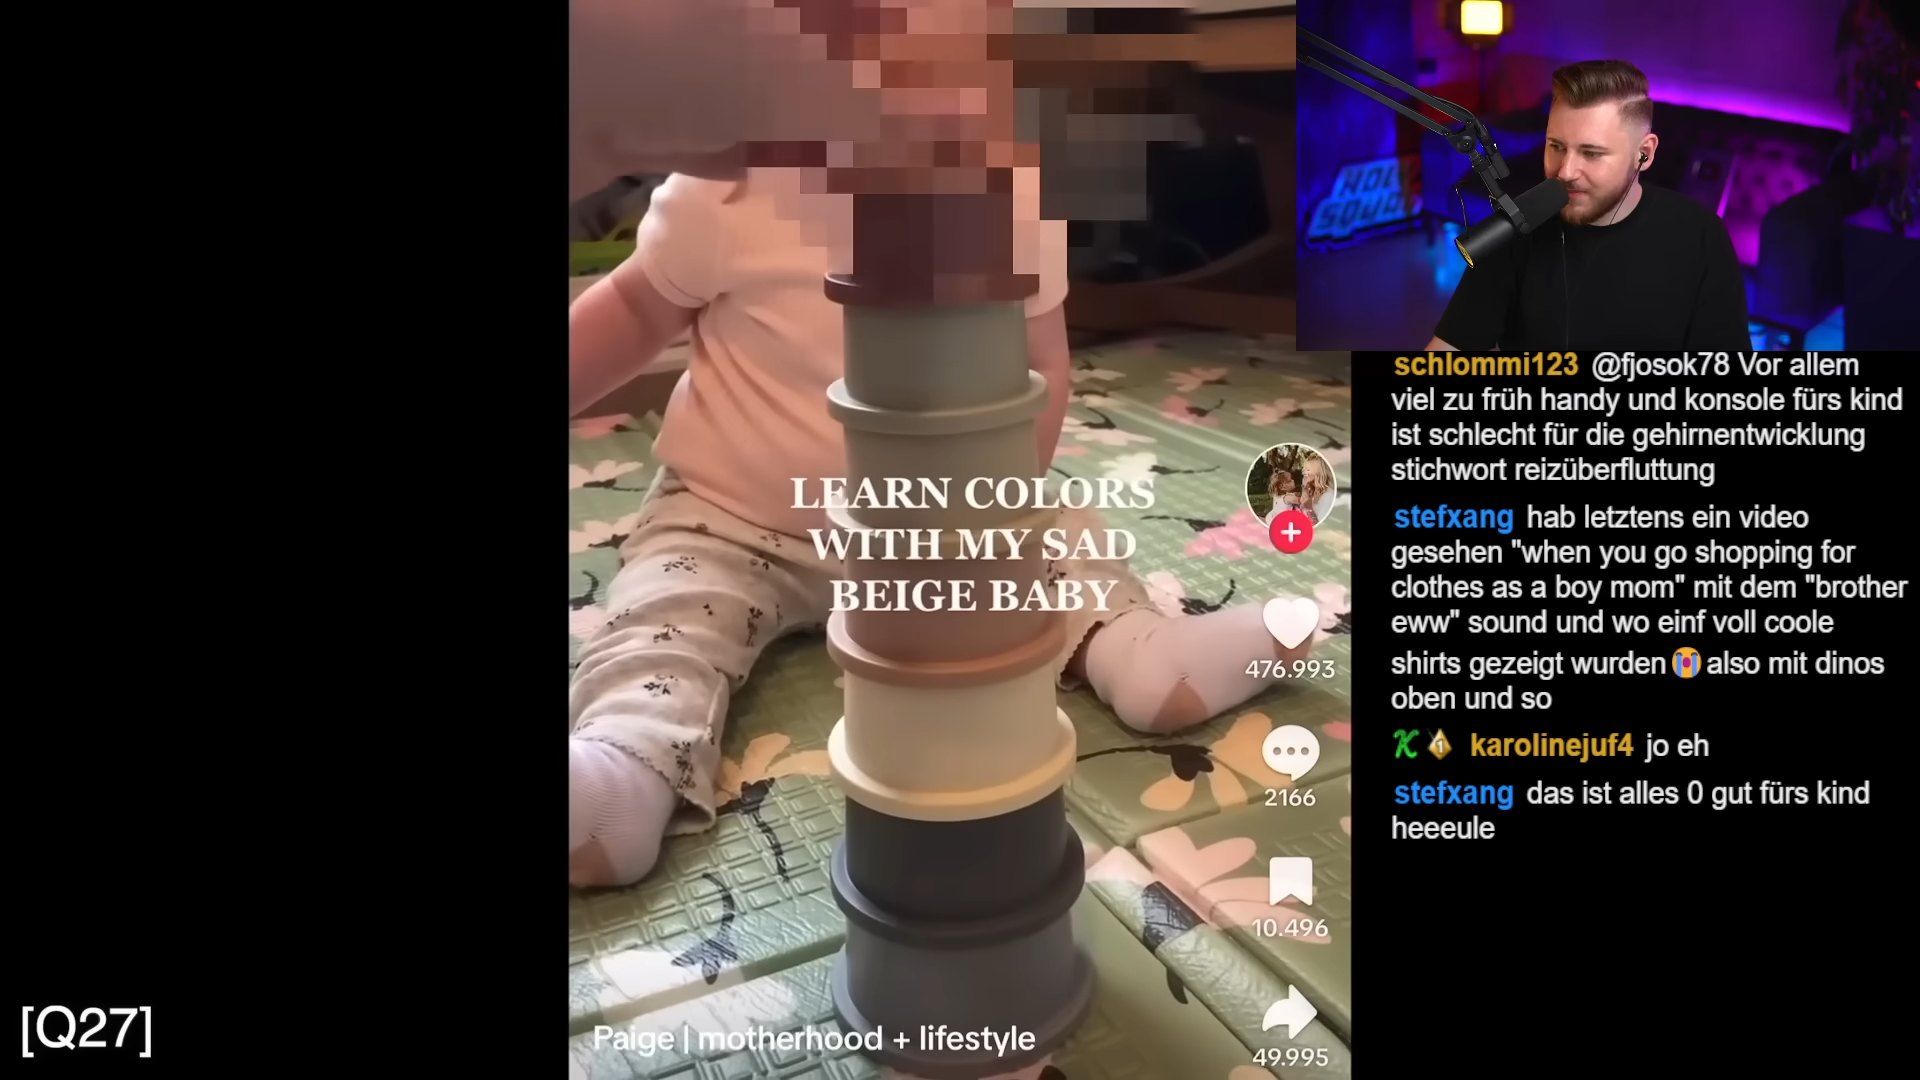 LEARN COLORS
WITH MY SAD
BEIGE BABY
476.993
2166
10.496
49.995
Paige | motherhood + lifestyle
[Q27]
schlommi123 @fjosok78 Vor allem
viel zu früh handy und konsole fürs kind
ist schlecht für die gehirnentwicklung
stichwort reizüberfluttung
stefxang hab letztens ein video
gesehen "when you go shopping for
clothes as a boy mom" mit dem "brother
eww" sound und wo einf voll coole
shirts gezeigt wurden😭also mit dinos
oben und so
karolinejuf4 jo eh
stefxang das ist alles 0 gut fürs kind
heeeule